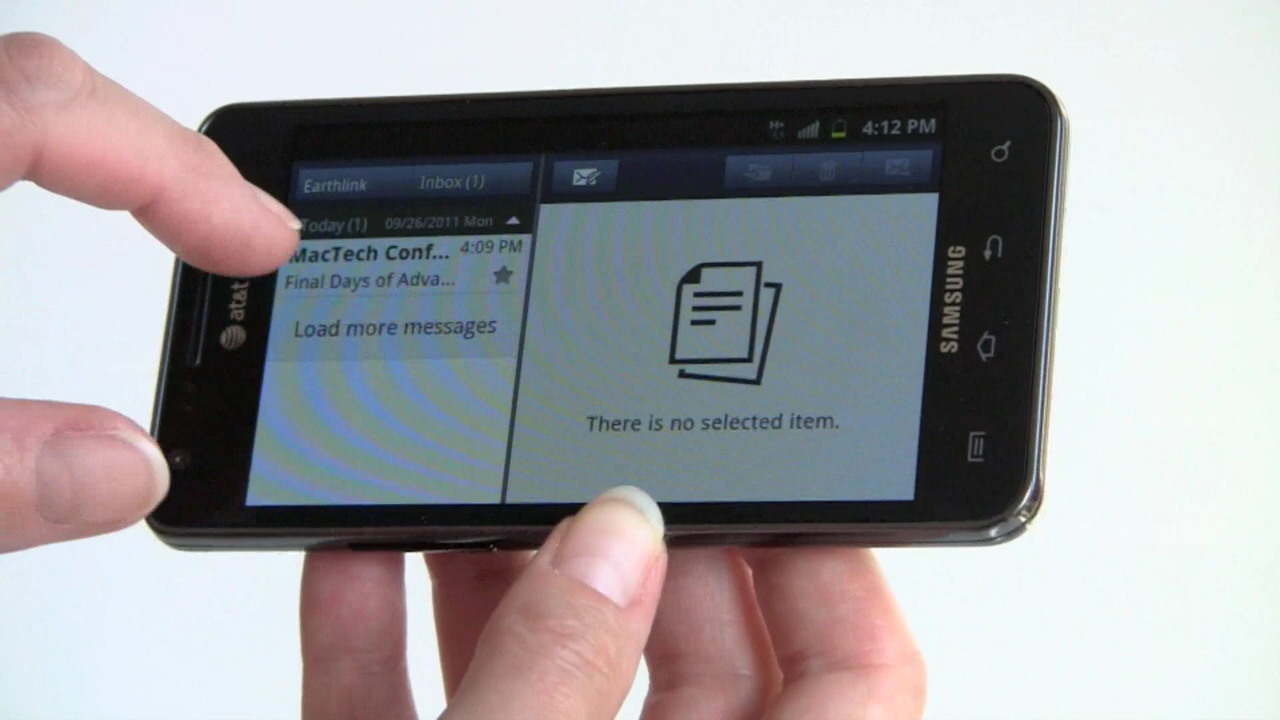 4:12 PM
Earthlink Inbox (1)
Today (1) 09/26/2011 Mon
MacTech Conf... 4:09 PM
Final Days of Adva...
Load more messages
There is no selected item.
at&t
SAMSUNG